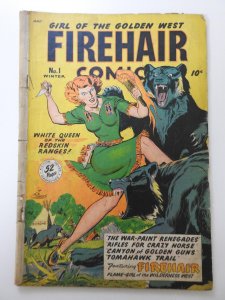 GIRL OF THE GOLDEN WEST
FIREHAIR
COMICS
No.1
WINTER
10¢
WHITE QUEEN
OF THE
REDSKIN
RANGES!
52
Pages
THE WAR-PAINT RENEGADES
RIFLES FOR CRAZY HORSE
CANYON OF GOLDEN GUNS
TOMAHAWK TRAIL
Featuring FIREHAIR
FLAME-GIRL of the WILDERNESS WEST